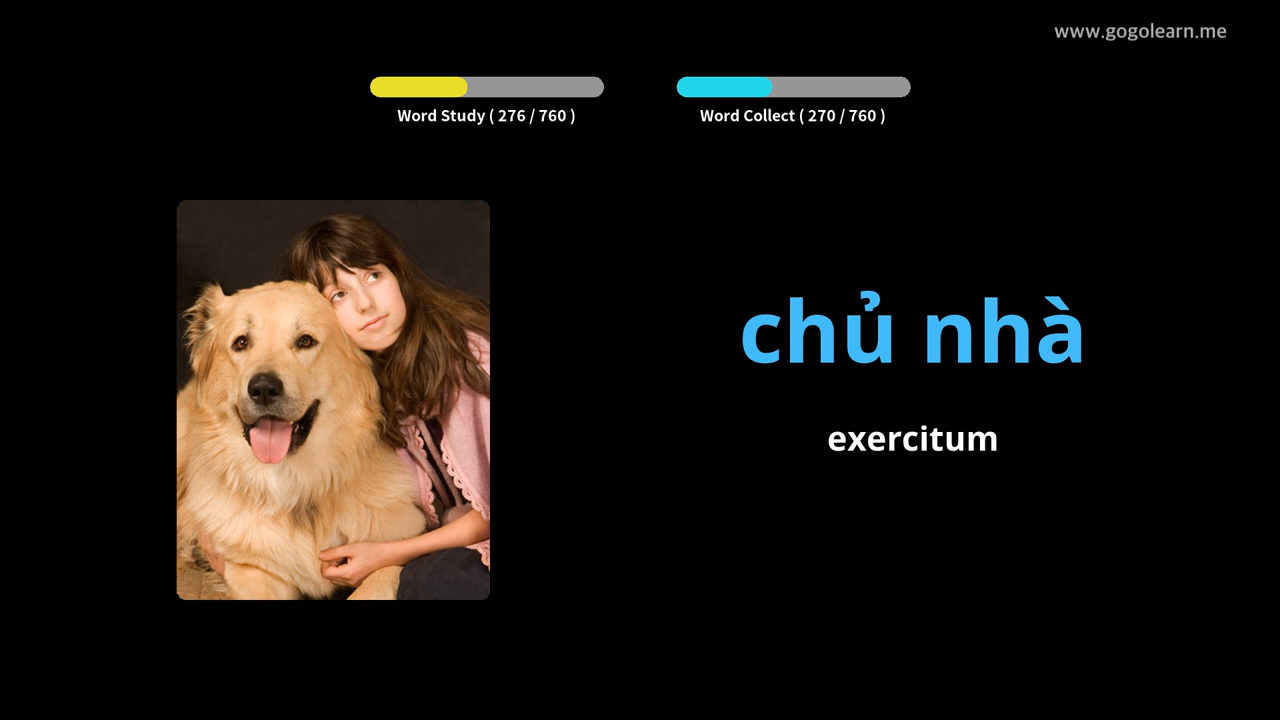 www.gogolearn.me
Word Study ( 276 / 760 )
Word Collect ( 270 / 760 )
chủ nhà
exercitum